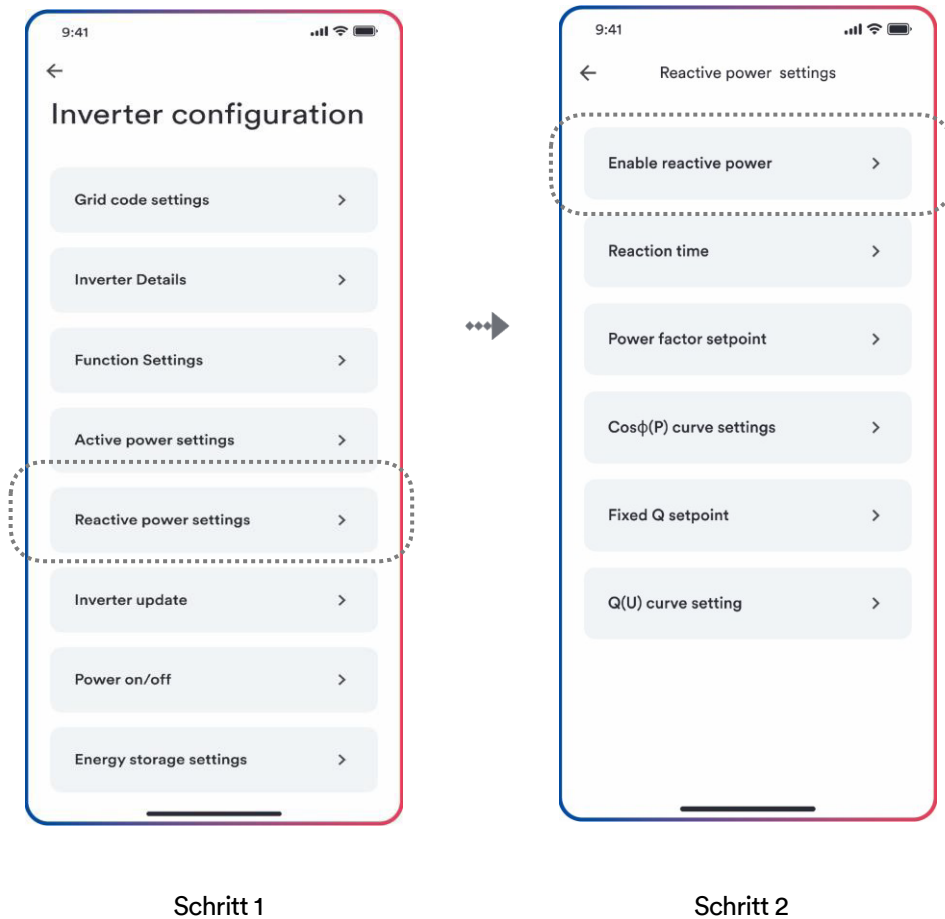 9:41
Inverter configuration
Grid code settings
Inverter Details
Function Settings
Active power settings
Reactive power settings
Inverter update
Power on/off
Energy storage settings
Schritt 1
9:41
Reactive power settings
Enable reactive power
Reaction time
Power factor setpoint
Cosϕ(P) curve settings
Fixed Q setpoint
Q(U) curve setting
Schritt 2